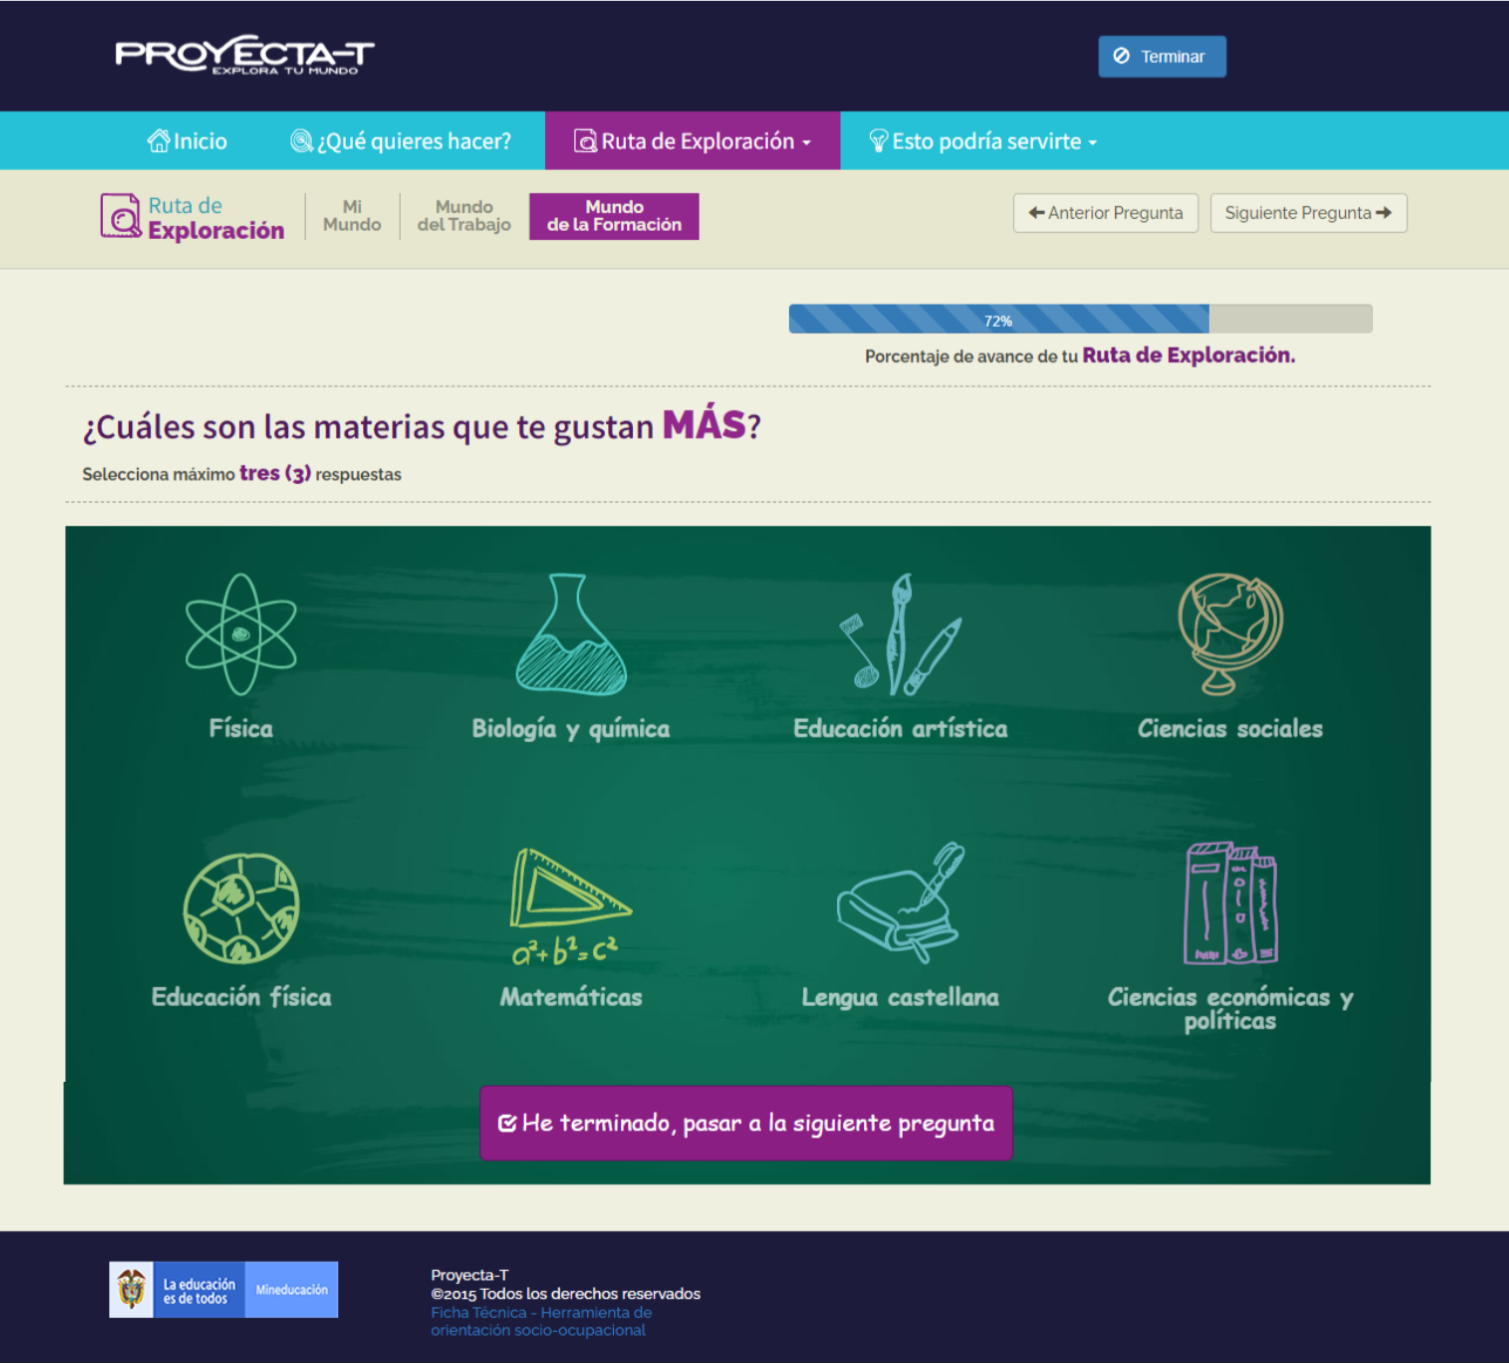 PROYECTA-T
EXPLORA TU MUNDO
Terminar
Inicio
¿Qué quieres hacer?
Ruta de Exploración
Esto podría servirte
Ruta de
Exploración
Mi
Mundo
Mundo
del Trabajo
Mundo
de la Formación
Anterior Pregunta
Siguiente Pregunta
72%
Porcentaje de avance de tu Ruta de Exploración.
¿Cuáles son las materias que te gustan MÁS?
Selecciona máximo tres (3) respuestas
Física
Biología y química
Educación artística
Ciencias sociales
a²+b²=c²
Educación física
Matemáticas
Lengua castellana
Ciencias económicas y
políticas
He terminado, pasar a la siguiente pregunta
La educación
es de todos
Mineducación
Proyecta-T
©2015 Todos los derechos reservados
Ficha Técnica - Herramienta de
orientación socio-ocupacional